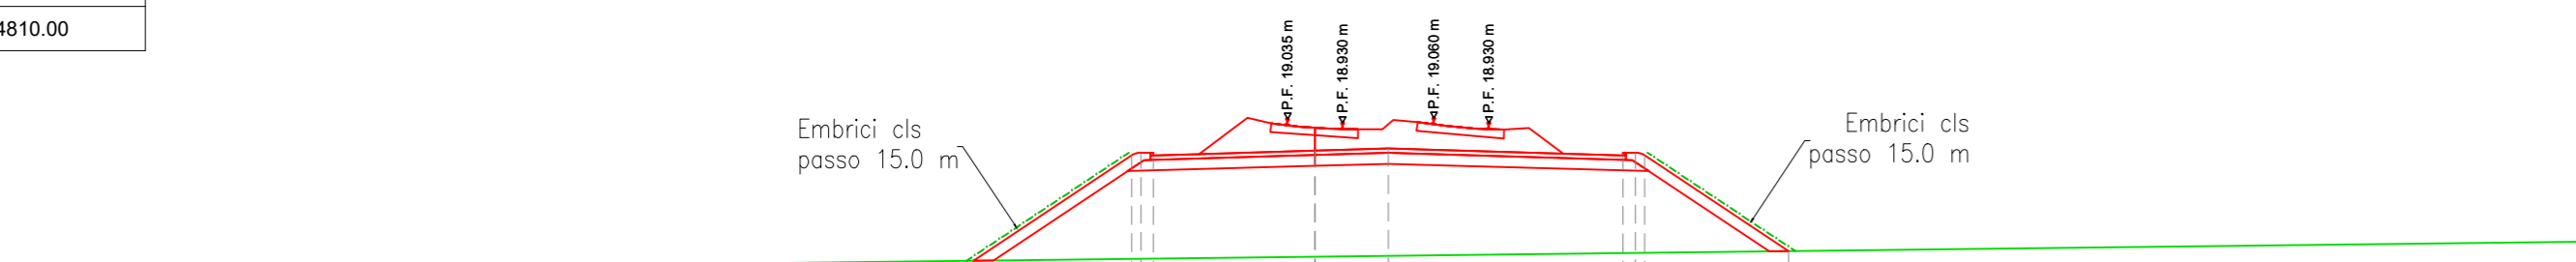 4810.00
P.F. 19.035 m
P.F. 18.930 m
P.F. 19.060 m
P.F. 18.930 m
Embrici cls
passo 15.0 m
Embrici cls
passo 15.0 m